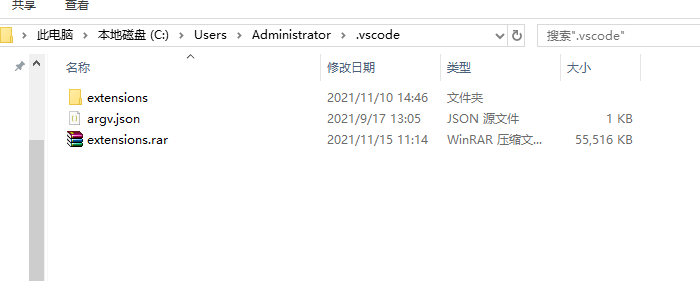 共享 查看
此电脑 本地磁盘 (C:) Users Administrator .vscode 搜索".vscode"
名称 修改日期 类型 大小
extensions 2021/11/10 14:46 文件夹
argv.json 2021/9/17 13:05 JSON 源文件 1 KB
extensions.rar 2021/11/15 11:14 WinRAR 压缩文... 55,516 KB